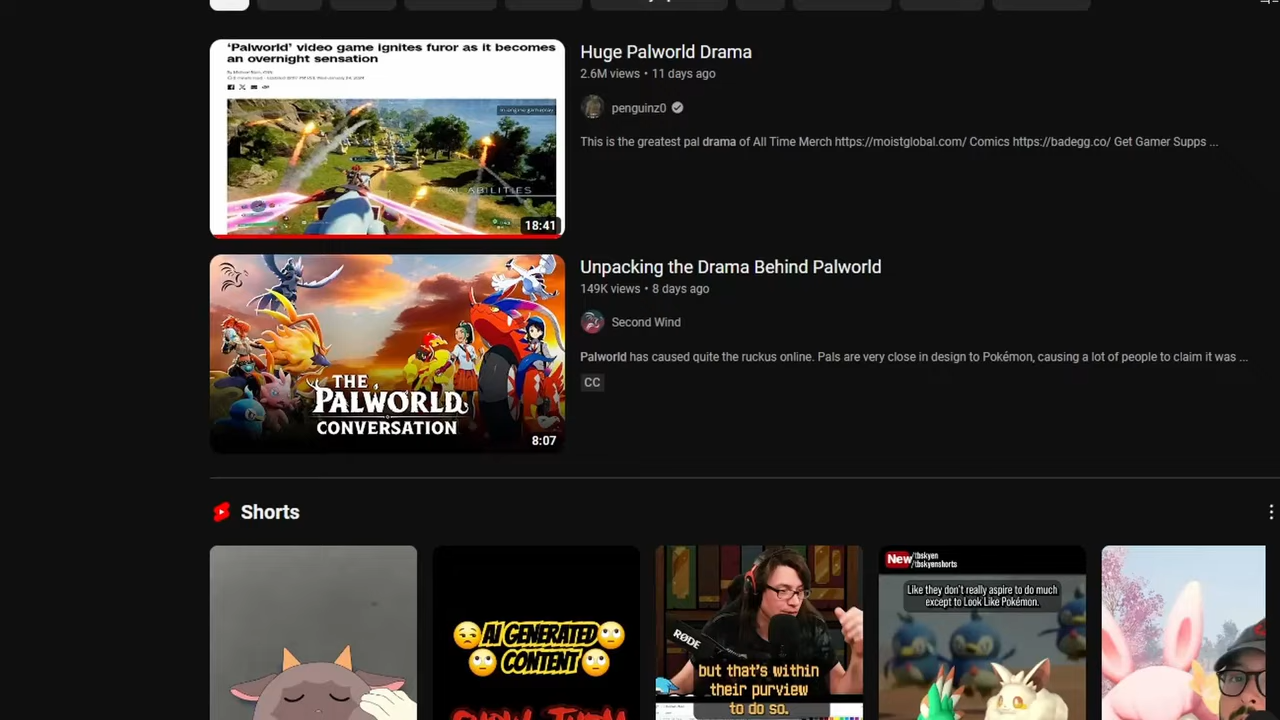 'Palworld' video game ignites furor as it becomes
an overnight sensation
Huge Palworld Drama
2.6M views • 11 days ago
penguinz0
This is the greatest pal drama of All Time Merch https://moistglobal.com/ Comics https://badegg.co/ Get Gamer Supps ...
AL ABILITIES
18:41
Unpacking the Drama Behind Palworld
149K views • 8 days ago
Second Wind
Palworld has caused quite the ruckus online. Pals are very close in design to Pokémon, causing a lot of people to claim it was ...
CC
THE
PALWORLD
CONVERSATION
8:07
Shorts
AI GENERATED
CONTENT
RØDE
but that's within
their purview
to do so.
New /tbskyen
/tbskyenshorts
Like they don't really aspire to do much
except to Look Like Pokémon.